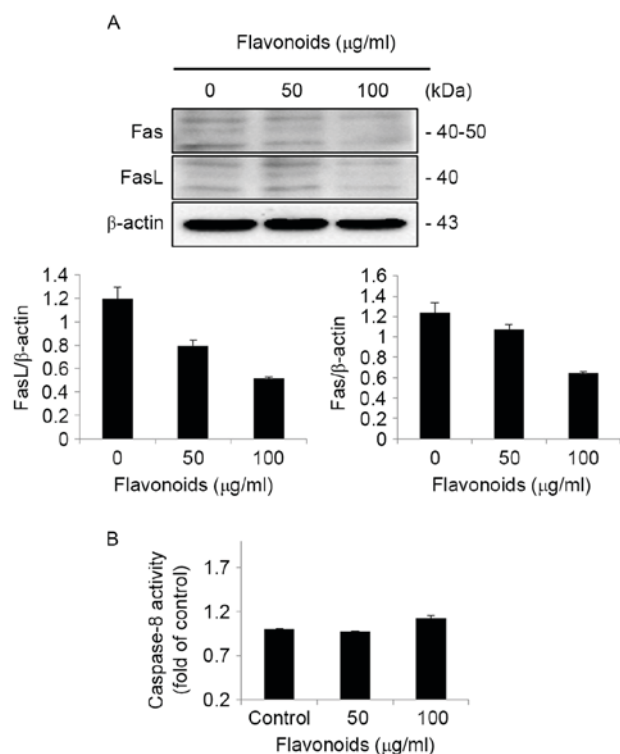 A
Flavonoids (μg/ml)
0 50 100 (kDa)
Fas - 40-50
FasL - 40
β-actin - 43
FasL/β-actin
1.4
1.2
1
0.8
0.6
0.4
0.2
0
0 50 100
Flavonoids (μg/ml)
Fas/β-actin
1.6
1.4
1.2
1
0.8
0.6
0.4
0.2
0
0 50 100
Flavonoids (μg/ml)
B
Caspase-8 activity
(fold of control)
1.7
1.2
0.7
0.2
Control 50 100
Flavonoids (μg/ml)